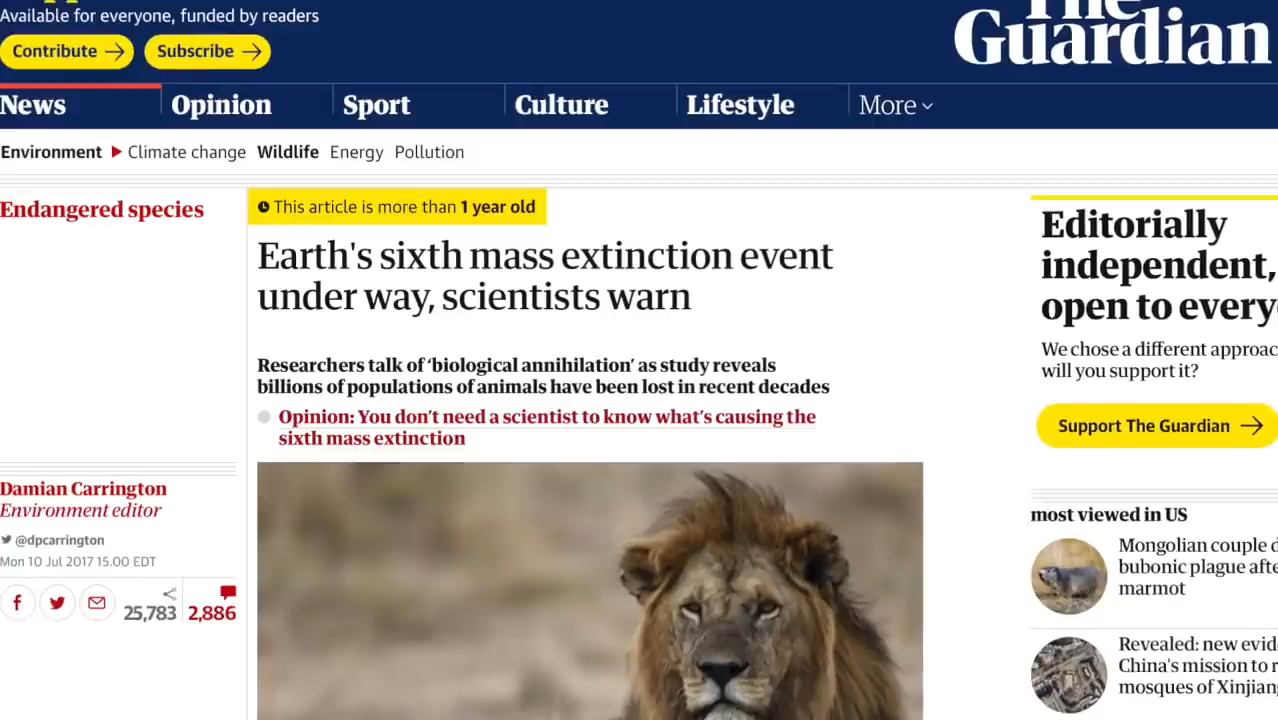 Available for everyone, funded by readers
Contribute
Subscribe
The
Guardian
News
Opinion
Sport
Culture
Lifestyle
More
Environment
Climate change
Wildlife
Energy
Pollution
Endangered species
This article is more than 1 year old
Earth's sixth mass extinction event
under way, scientists warn
Researchers talk of ‘biological annihilation’ as study reveals
billions of populations of animals have been lost in recent decades
Opinion: You don’t need a scientist to know what’s causing the
sixth mass extinction
Damian Carrington
Environment editor
@dpcarrington
Mon 10 Jul 2017 15.00 EDT
25,783
2,886
Editorially
independent,
open to every
We chose a different approac
will you support it?
Support The Guardian
most viewed in US
Mongolian couple d
bubonic plague afte
marmot
Revealed: new evid
China's mission to r
mosques of Xinjian